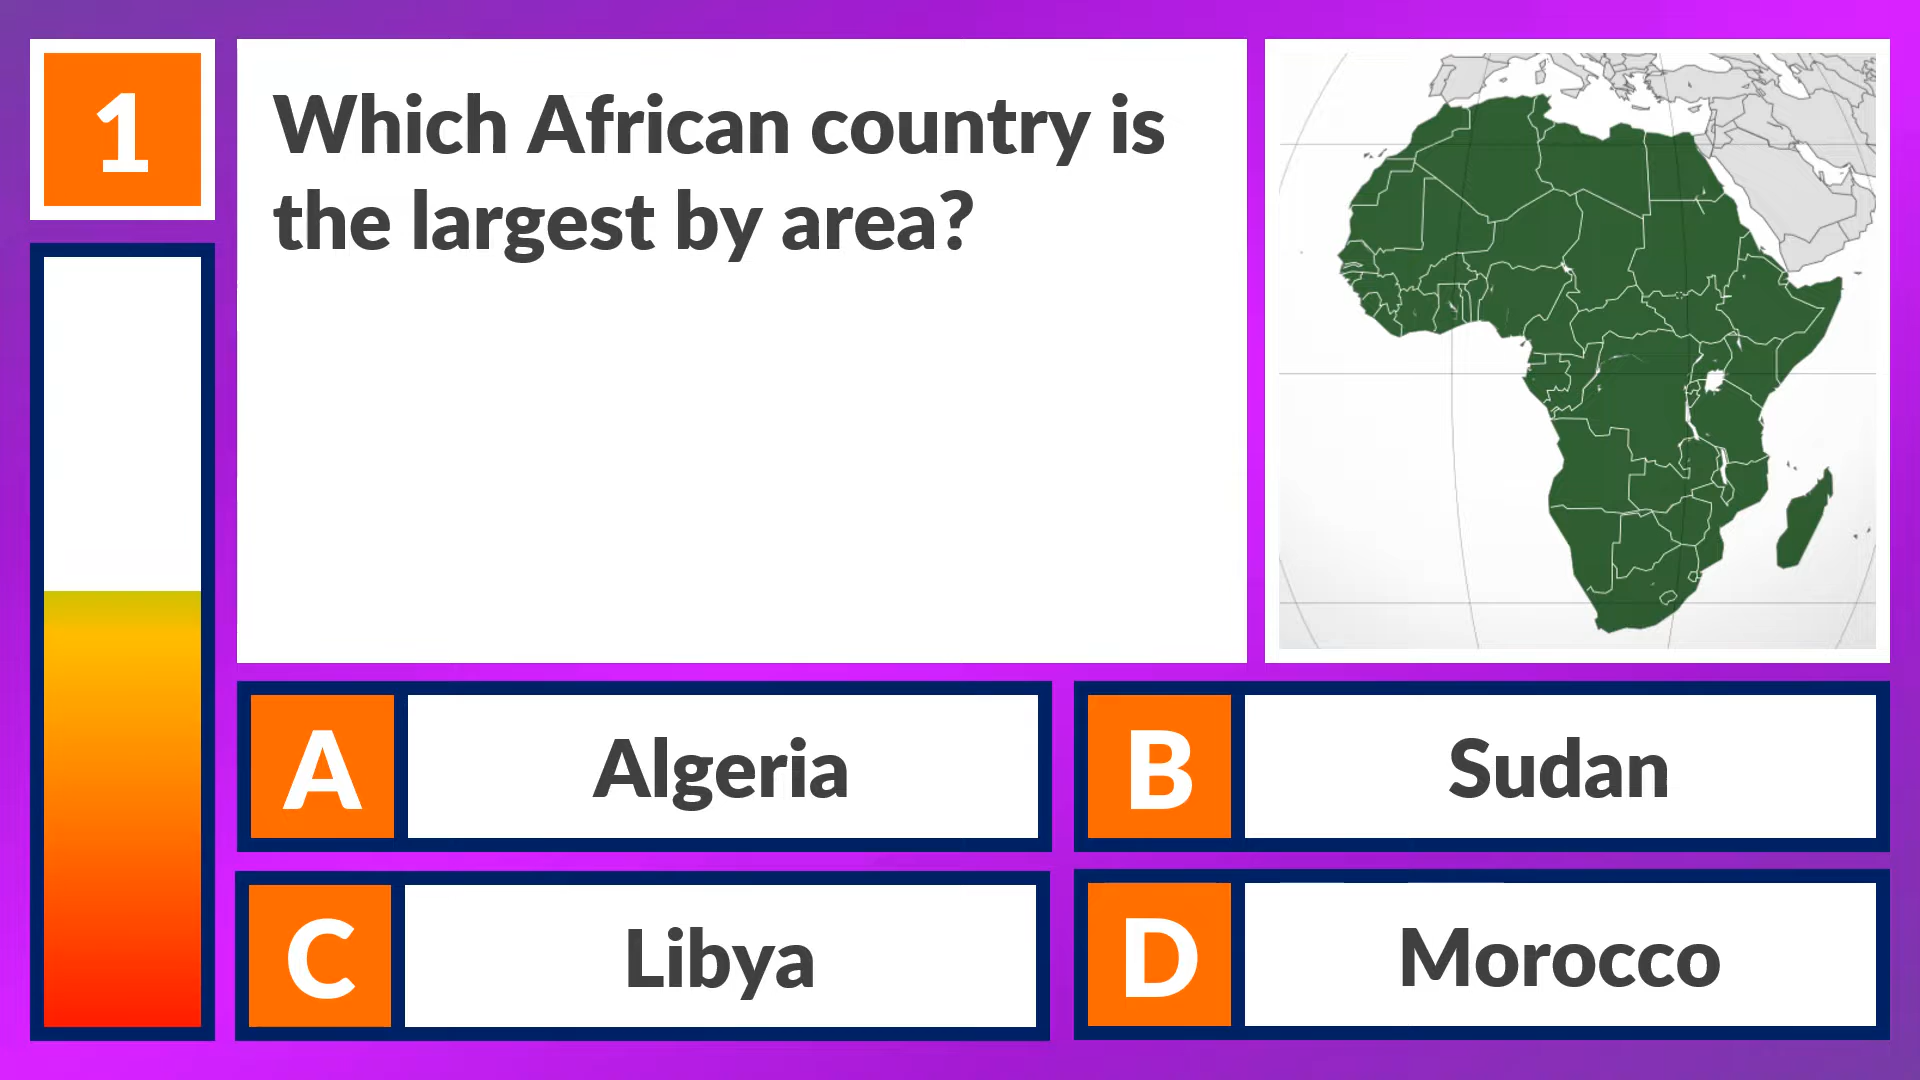 1
Which African country is
the largest by area?
A
Algeria
B
Sudan
C
Libya
D
Morocco